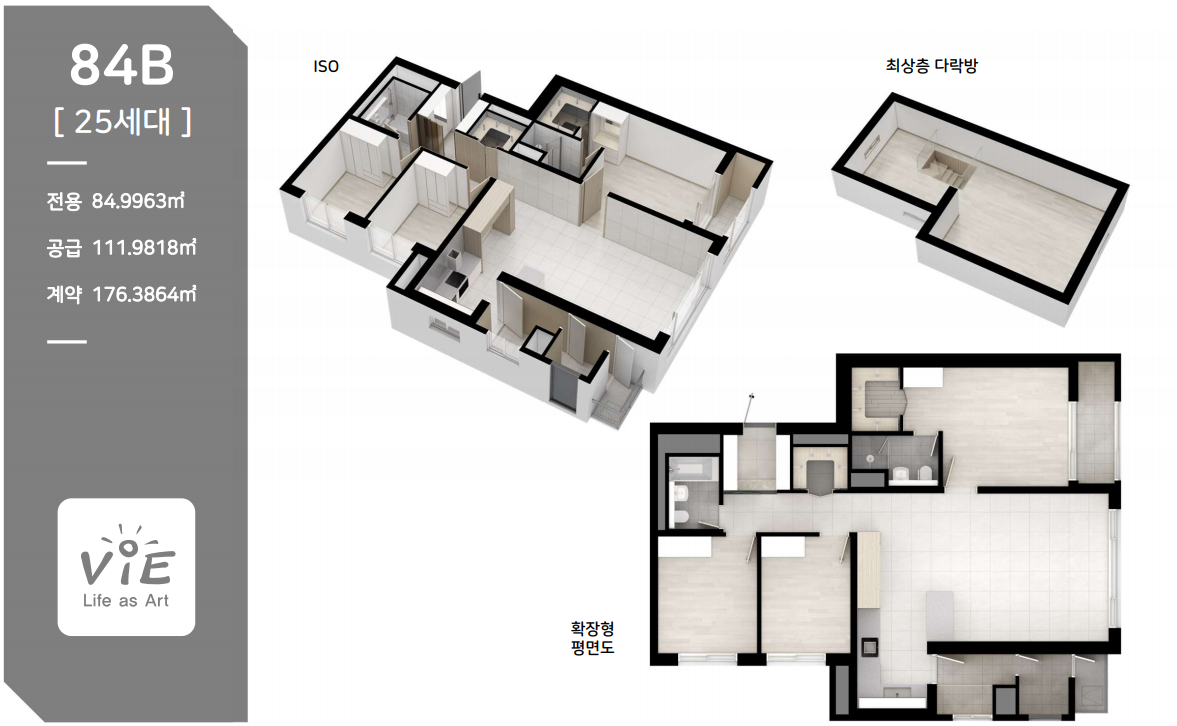 84B
[ 25세대 ]
전용 84.9963㎡
공급 111.9818㎡
계약 176.3864㎡
ViE
Life as Art
ISO
최상층 다락방
확장형
평면도